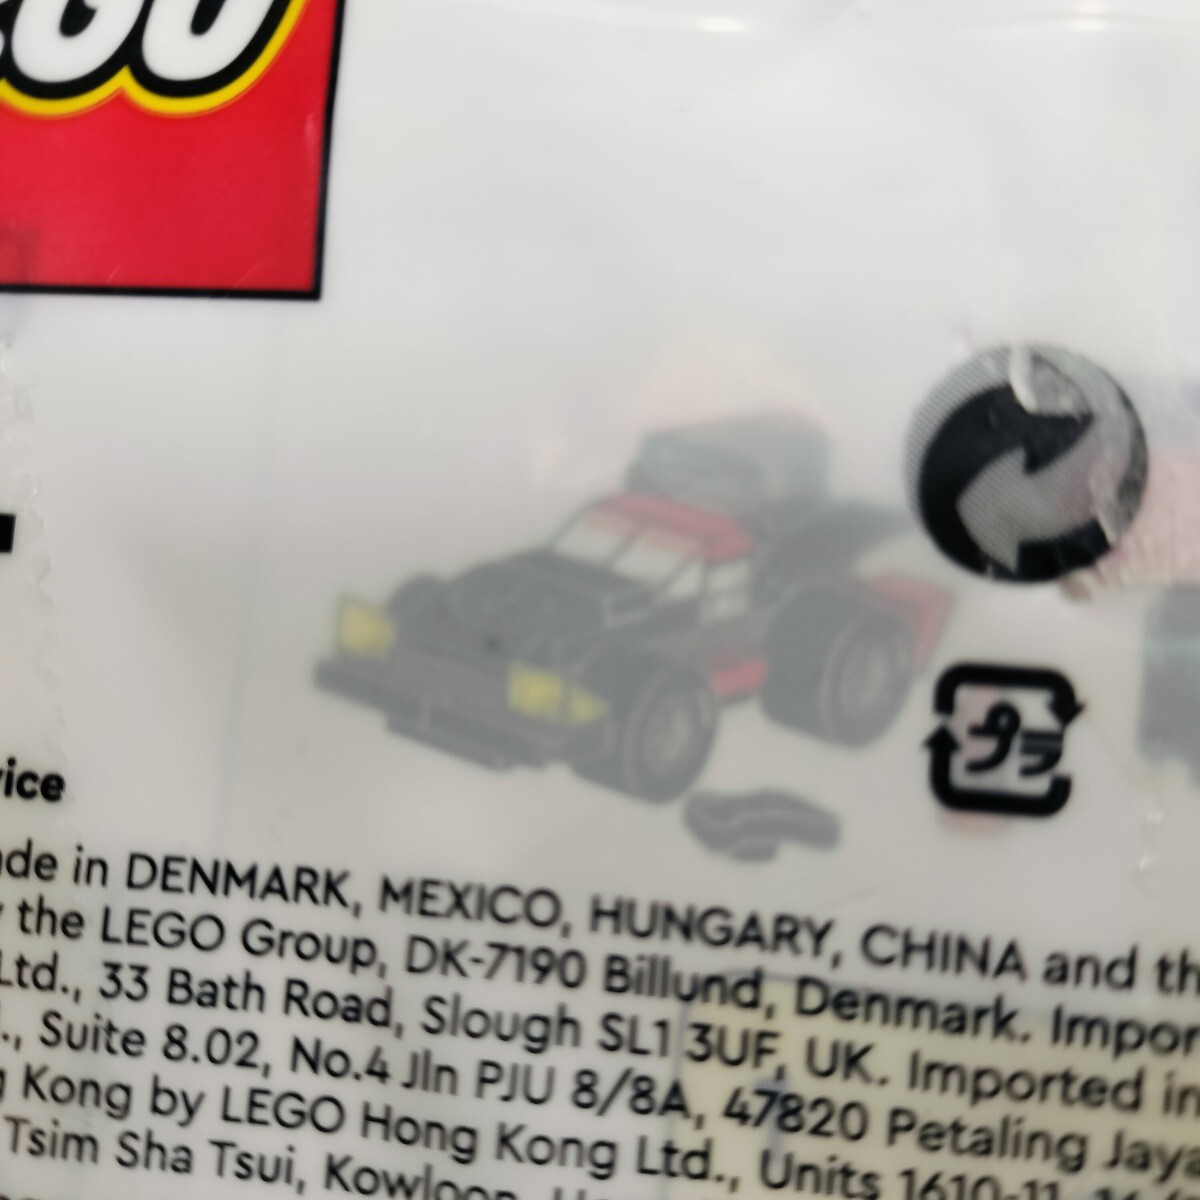 LEGO
プラ
ice
de in DENMARK, MEXICO, HUNGARY, CHINA and th
the LEGO Group, DK-7190 Billund, Denmark. Impor
Ltd., 33 Bath Road, Slough SL1 3UF, UK. Imported in
., Suite 8.02, No.4 Jln PJU 8/8A, 47820 Petaling Jaya
g Kong by LEGO Hong Kong Ltd., Units 1610-11,
Tsim Sha Tsui, Kowloon,